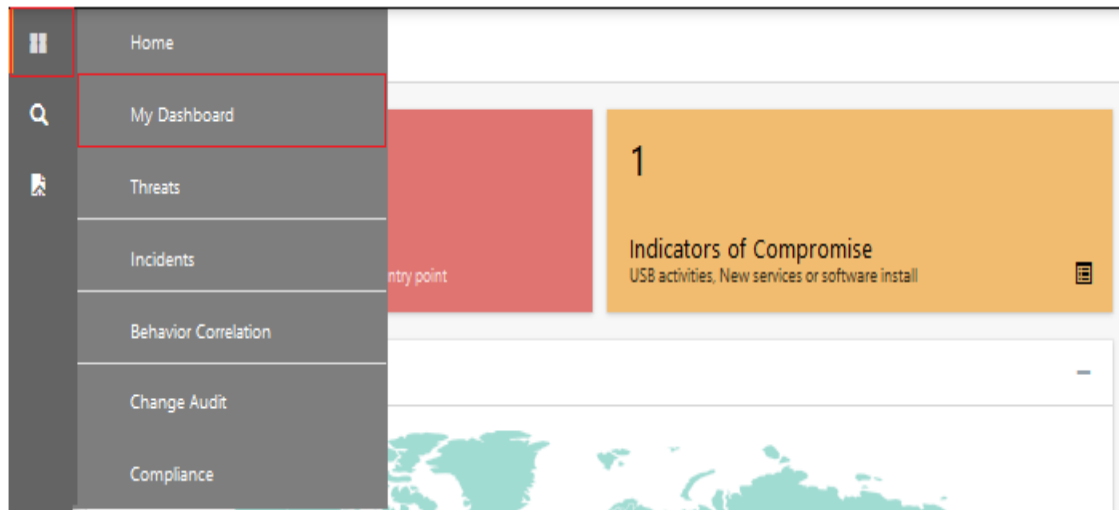 Home
My Dashboard
Threats
Incidents
Behavior Correlation
Change Audit
Compliance
ntry point
1
Indicators of Compromise
USB activities, New services or software install